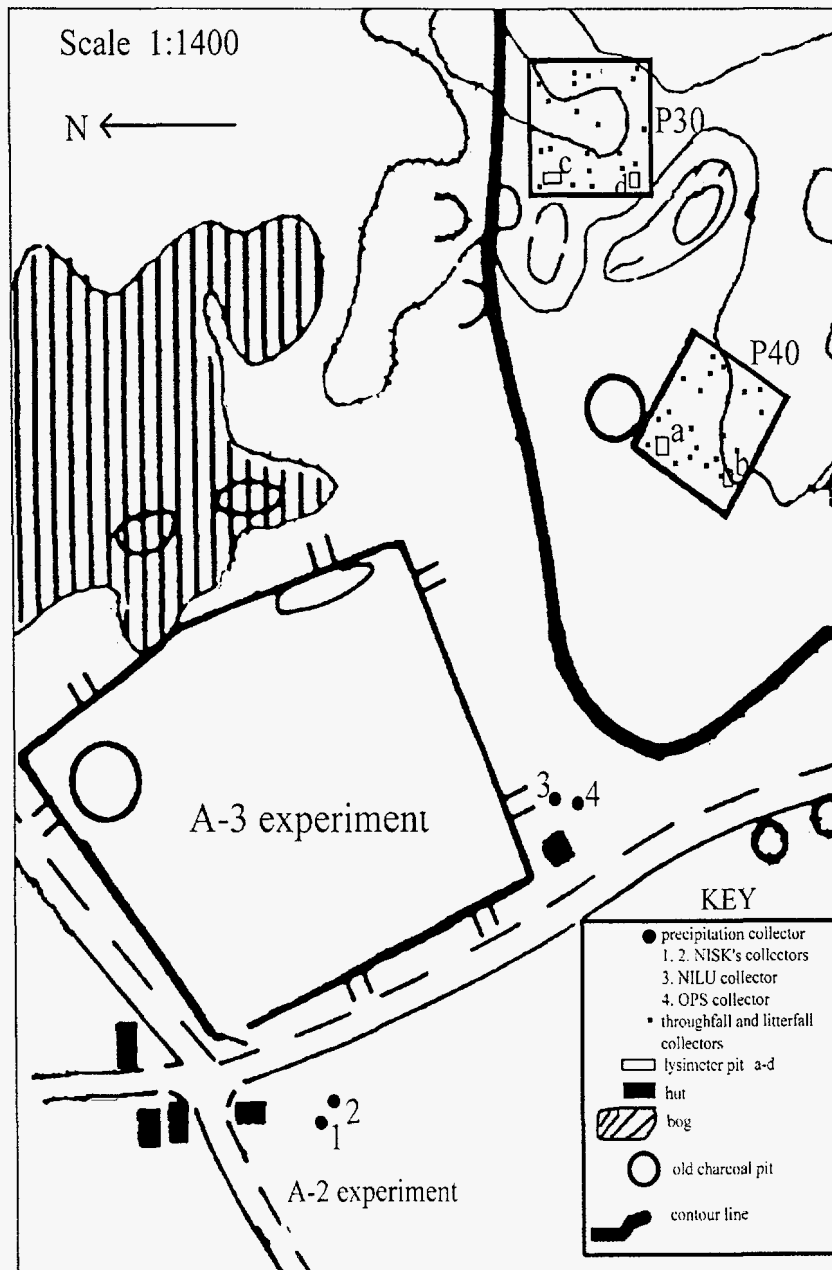 Scale 1:1400
N
P30
c
d
P40
a
b
3
4
A-3 experiment
2
1
A-2 experiment
KEY
precipitation collector
1, 2. NISK's collectors
3. NILU collector
4. OPS collector
throughfall and litterfall
collectors
lysimeter pit a-d
hut
bog
old charcoal pit
contour line